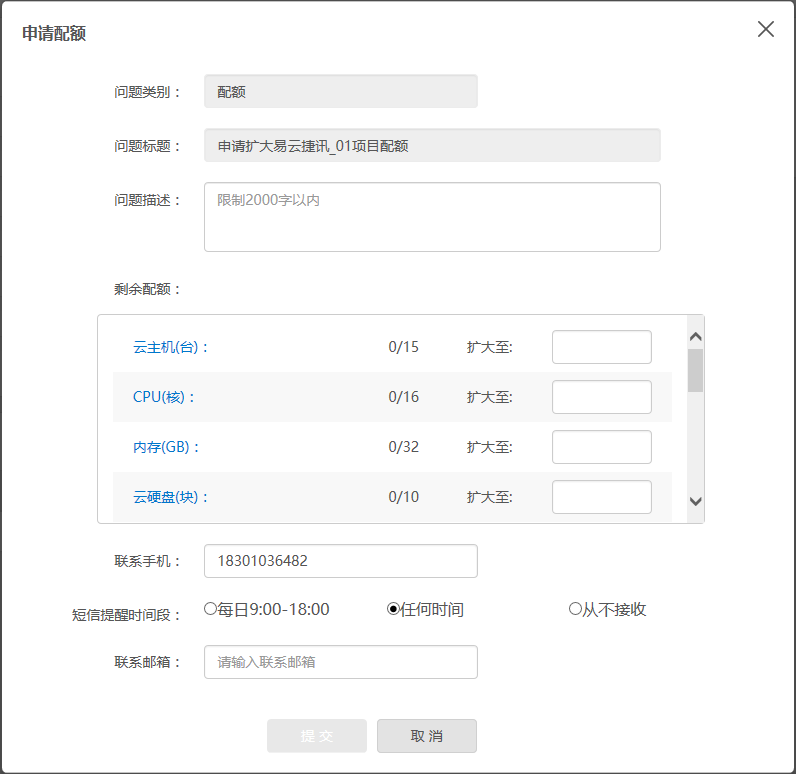 申请配额
问题类别： 配额
问题标题： 申请扩大易云捷讯_01项目配额
问题描述： 限制2000字以内
剩余配额：
云主机(台)： 0/15 扩大至:
CPU(核)： 0/16 扩大至:
内存(GB)： 0/32 扩大至:
云硬盘(块)： 0/10 扩大至:
联系手机： 18301036482
短信提醒时间段： 每日9:00-18:00 任何时间 从不接收
联系邮箱： 请输入联系邮箱
提 交 取 消